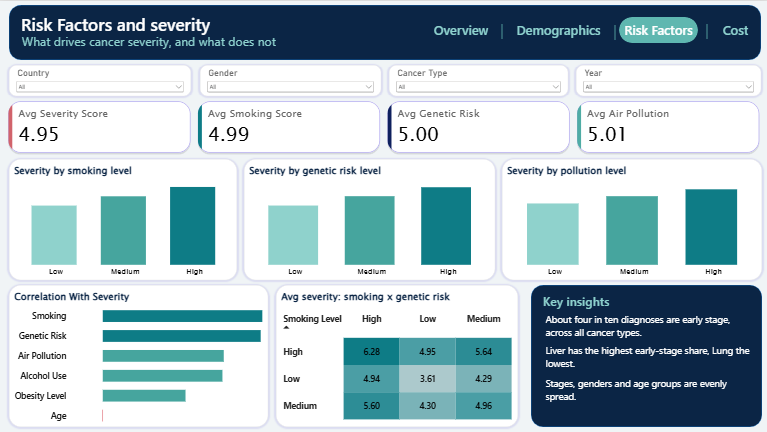 Risk Factors and severity
What drives cancer severity, and what does not
Overview | Demographics | Risk Factors | Cost
Country Gender Cancer Type Year
All All All All
Avg Severity Score Avg Smoking Score Avg Genetic Risk Avg Air Pollution
4.95 4.99 5.00 5.01
Severity by smoking level Severity by genetic risk level Severity by pollution level
Low Medium High Low Medium High Low Medium High
Correlation With Severity
Smoking
Genetic Risk
Air Pollution
Alcohol Use
Obesity Level
Age
Avg severity: smoking x genetic risk
Smoking Level High Low Medium
High 6.28 4.95 5.64
Low 4.94 3.61 4.29
Medium 5.60 4.30 4.96
Key insights
About four in ten diagnoses are early stage,
across all cancer types.
Liver has the highest early-stage share, Lung the
lowest.
Stages, genders and age groups are evenly
spread.